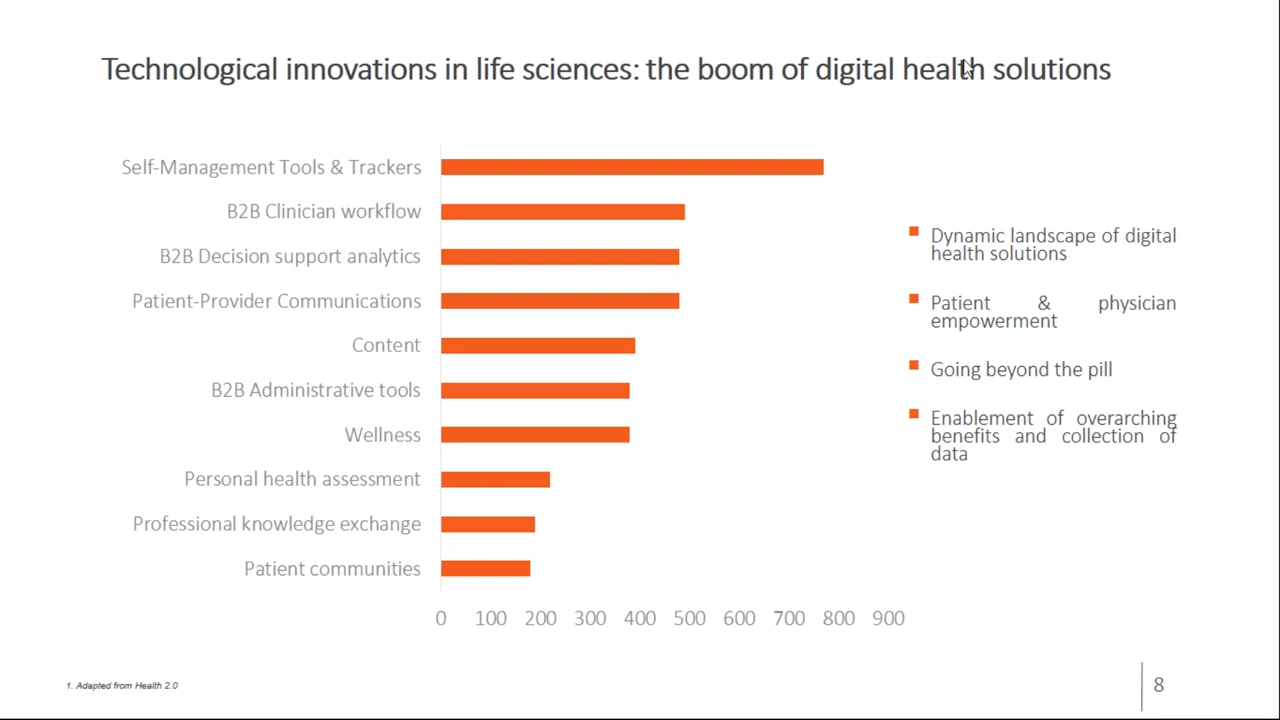 Technological innovations in life sciences: the boom of digital health solutions
Self-Management Tools & Trackers
B2B Clinician workflow
B2B Decision support analytics
Patient-Provider Communications
Content
B2B Administrative tools
Wellness
Personal health assessment
Professional knowledge exchange
Patient communities
0 100 200 300 400 500 600 700 800 900
Dynamic landscape of digital
health solutions
Patient & physician
empowerment
Going beyond the pill
Enablement of overarching
benefits and collection of
data
1. Adapted from Health 2.0
8